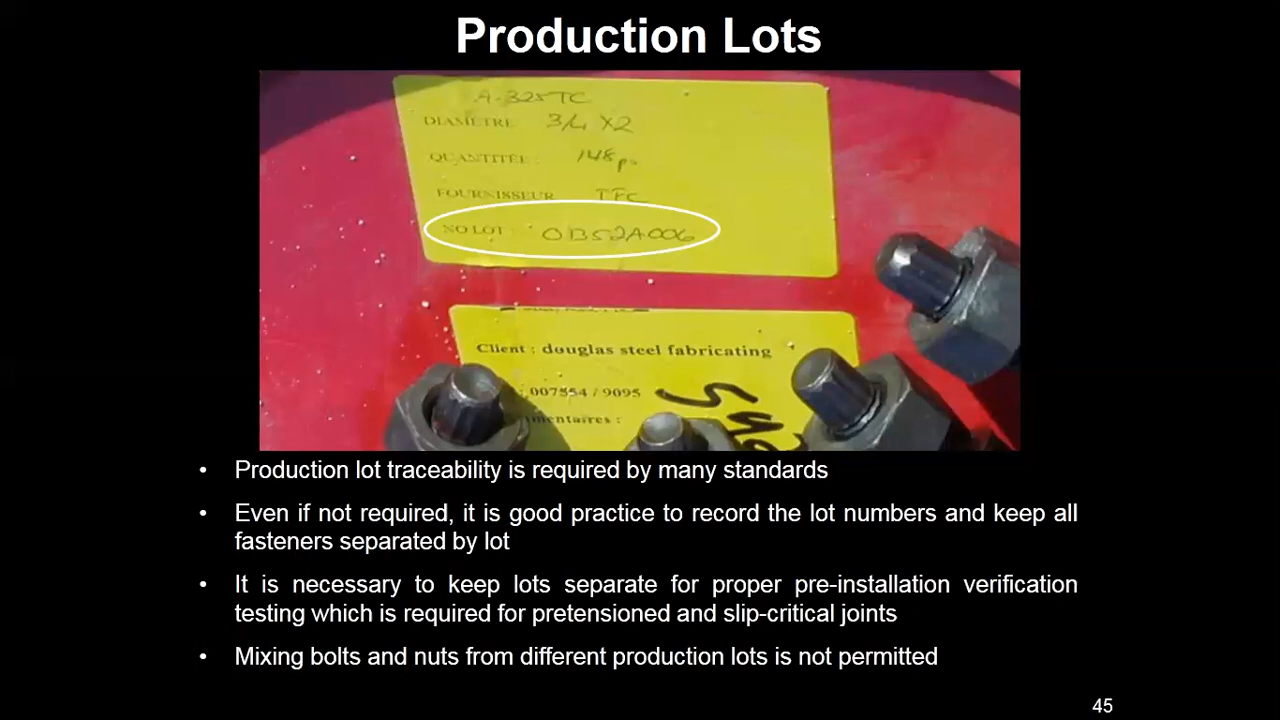 Production Lots
A-325TC
DIAMETRE 3/4 X2
QUANTITÉE : 148
FOURNISSEUR TFC
NO LOT :
Client : douglas steel fabricating
: 007554 / 9095
mentaires :
• Production lot traceability is required by many standards
• Even if not required, it is good practice to record the lot numbers and keep all
fasteners separated by lot
• It is necessary to keep lots separate for proper pre-installation verification
testing which is required for pretensioned and slip-critical joints
• Mixing bolts and nuts from different production lots is not permitted
45